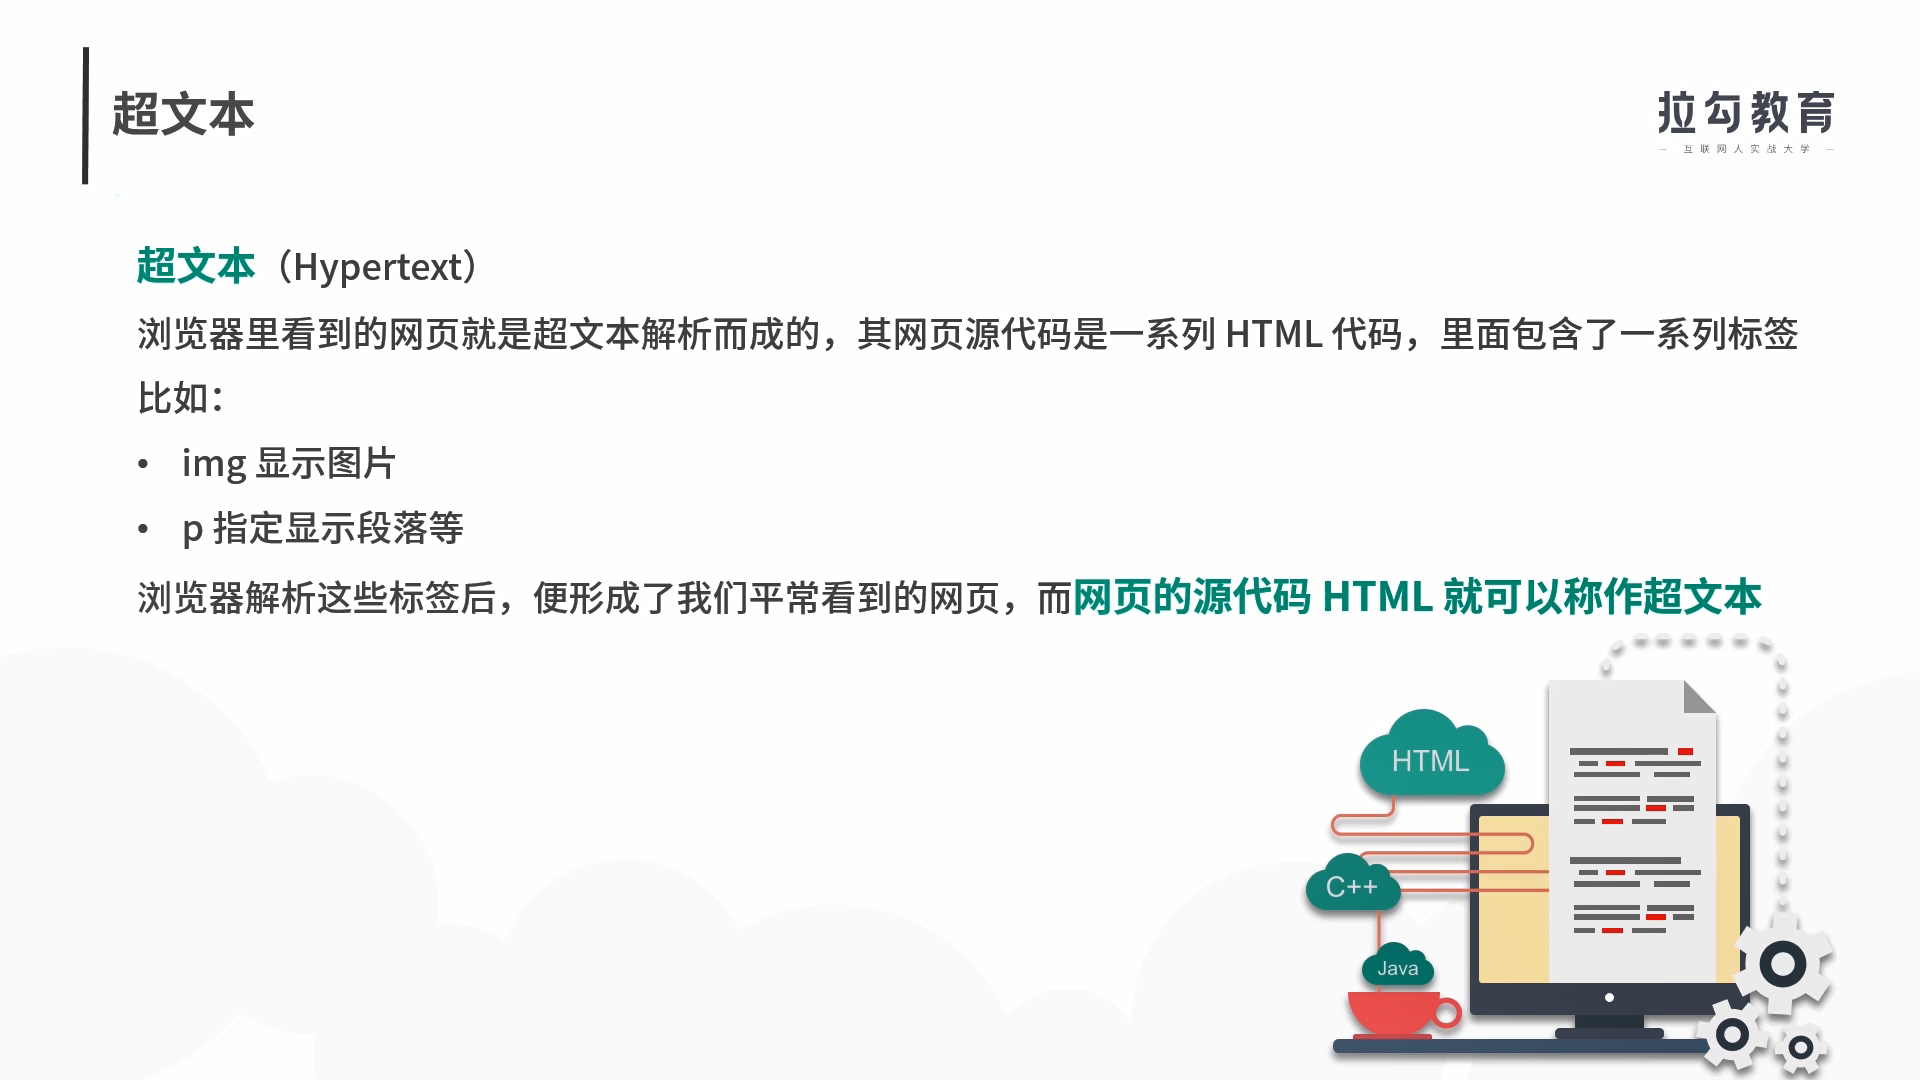 超文本
拉勾教育
互联网人实战大学
超文本（Hypertext）
浏览器里看到的网页就是超文本解析而成的，其网页源代码是一系列 HTML 代码，里面包含了一系列标签
比如：
• img 显示图片
• p 指定显示段落等
浏览器解析这些标签后，便形成了我们平常看到的网页，而网页的源代码 HTML 就可以称作超文本
HTML
C++
Java